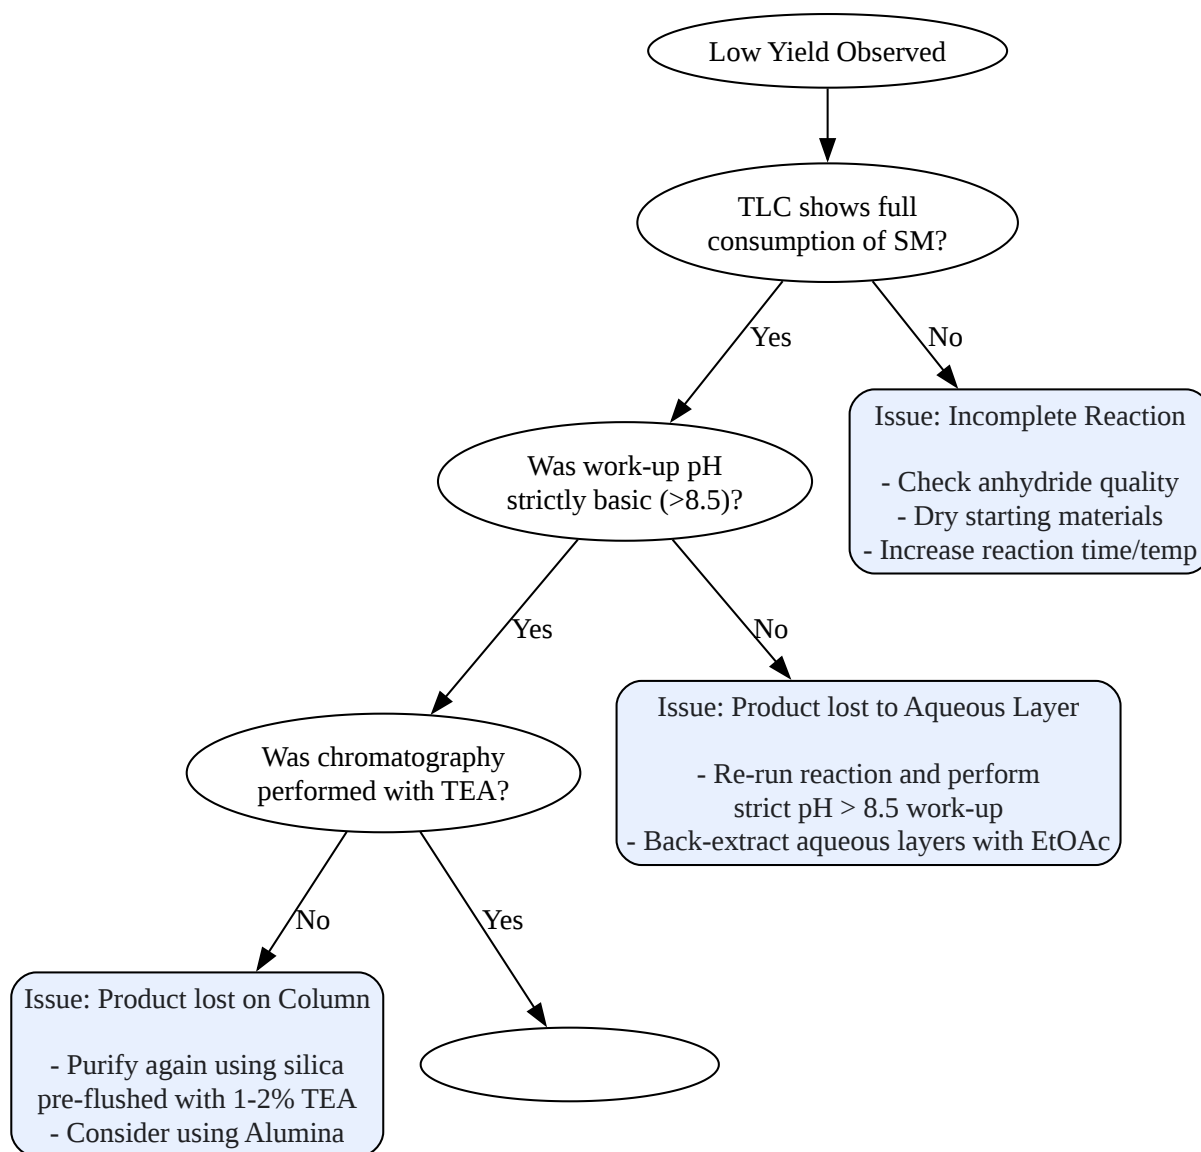 Low Yield Observed
TLC shows full
consumption of SM?
Yes
No
Issue: Incomplete Reaction
- Check anhydride quality
- Dry starting materials
- Increase reaction time/temp
Was work-up pH
strictly basic (>8.5)?
Yes
No
Issue: Product lost to Aqueous Layer
- Re-run reaction and perform
strict pH > 8.5 work-up
- Back-extract aqueous layers with EtOAc
Was chromatography
performed with TEA?
No
Yes
Issue: Product lost on Column
- Purify again using silica
pre-flushed with 1-2% TEA
- Consider using Alumina